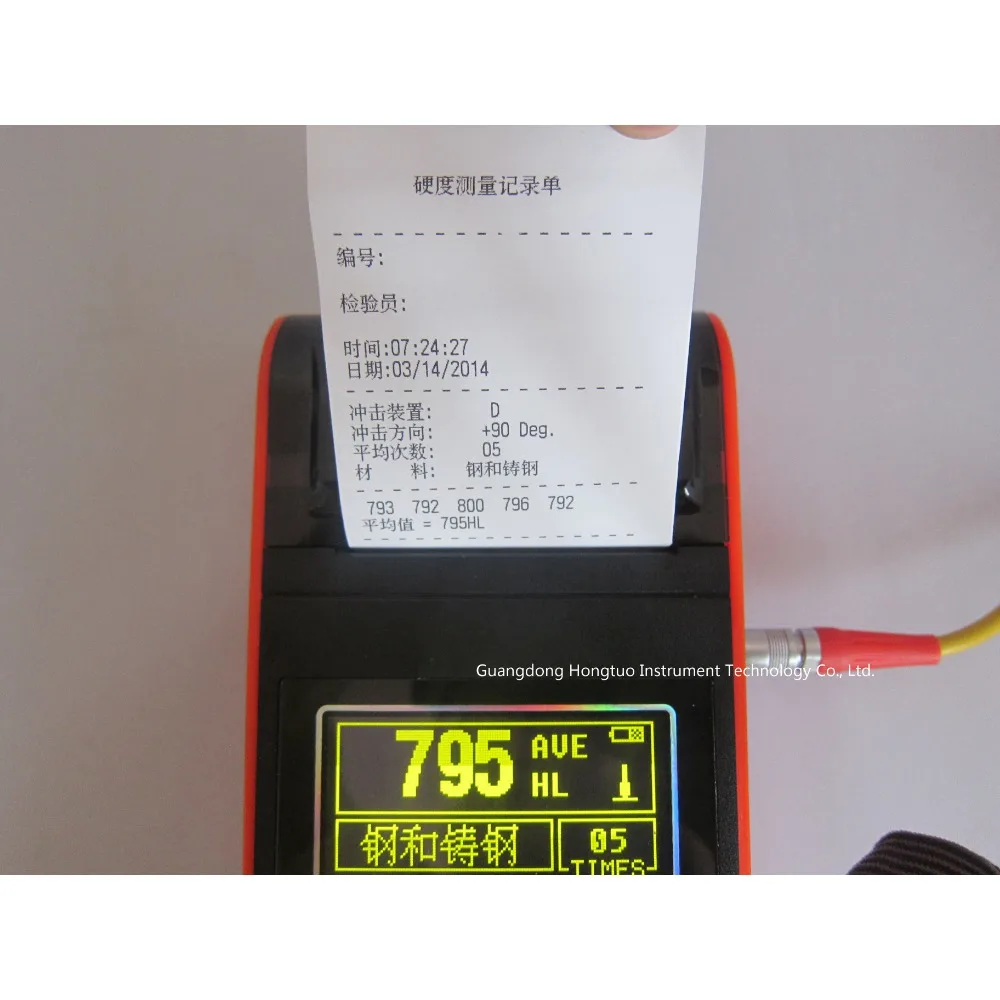 硬度测量记录单
编号:
检验员:
时间:07:24:27
日期:03/14/2014
冲击装置: D
冲击方向: +90 Deg.
平均次数: 05
材 料: 钢和铸钢
793 792 800 796 792
平均值 = 795HL
Guangdong Hongtuo Instrument Technology Co., Ltd.
795 AVE
HL
钢和铸钢 05
TIMES